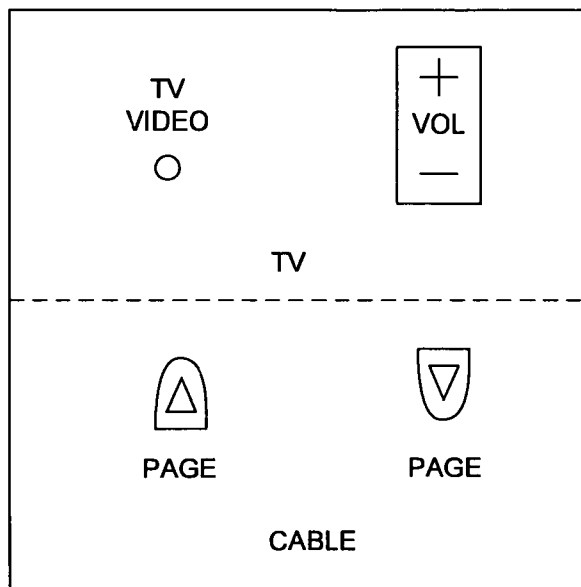 TV
VIDEO
+
VOL
—
TV
PAGE
PAGE
CABLE